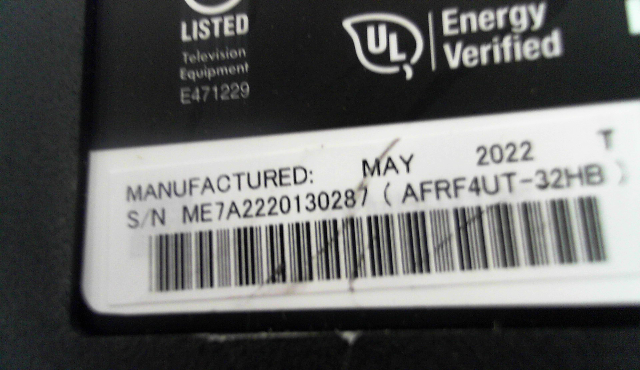 LISTED
Television
Equipment
E471229
UL Energy
Verified
MANUFACTURED: MAY 2022 T
S/N ME7A2220130287 ( AFRF4UT-32HB )